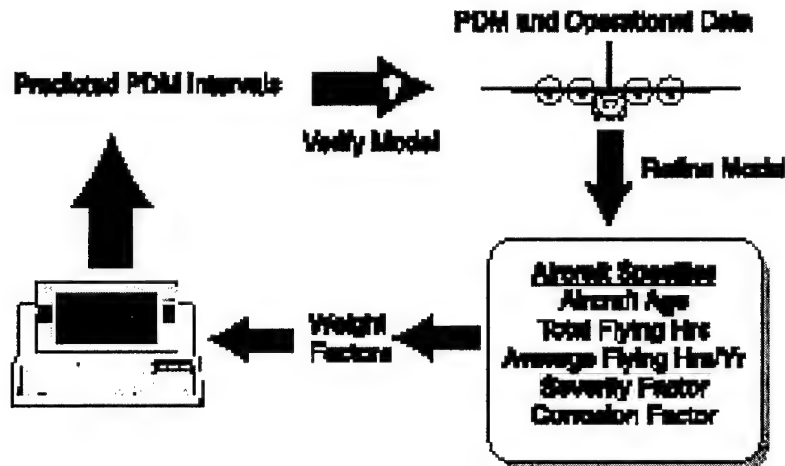 PDM and Operational Data
Predicted PDM Intervals
Verify Model
Refine Model
Aircraft Specifics
Aircraft Age
Total Flying Hrs
Average Flying Hrs/Yr
Severity Factor
Corrosion Factor
Weight
Factors